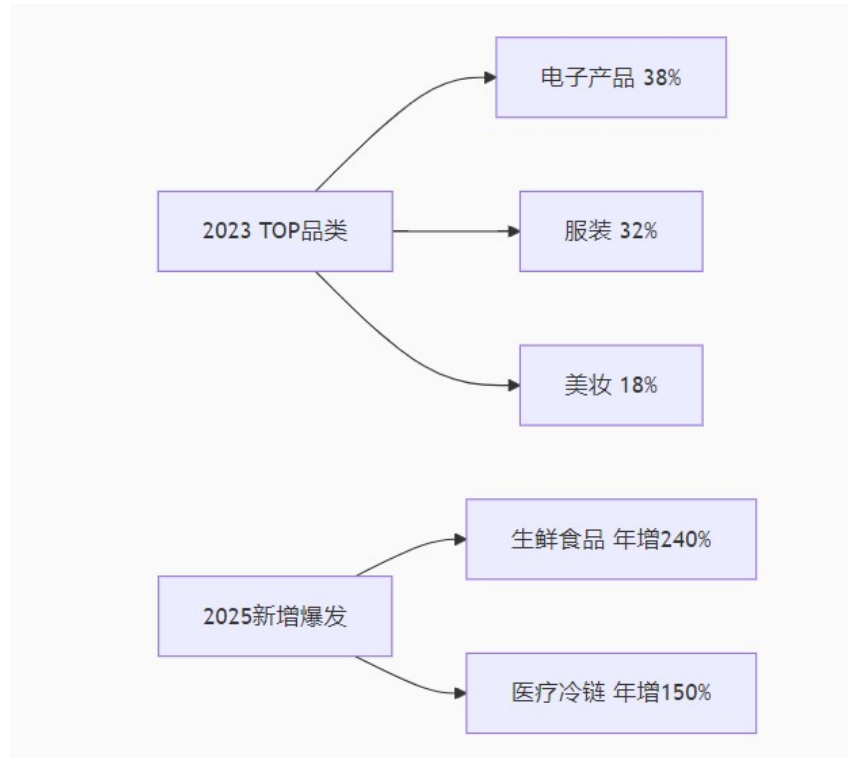 电子产品 38%
2023 TOP品类
服装 32%
美妆 18%
生鲜食品 年增240%
2025新增爆发
医疗冷链 年增150%